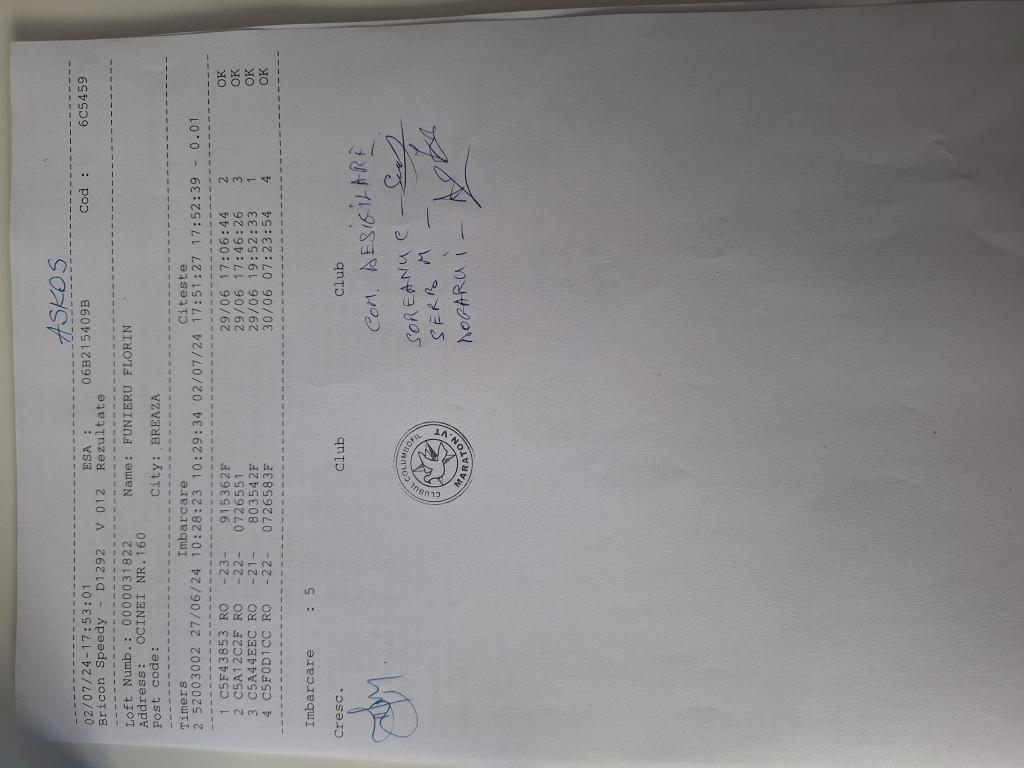 ASKOS
02/07/24-17:53:01 ESA : 06B215409B Cod : 6C5459
Bricon Speedy - D1292 V 012 Rezultate
Loft Numb.: 0000031822 Name: FUNIERU FLORIN
Address: OCINEI NR.160
Post code: City: BREAZA
Timers Imbarcare Citeste
2 52003002 27/06/24 10:28:23 10:29:34 02/07/24 17:51:27 17:52:39 - 0.01
1 C5F43853 RO -23- 915362F 29/06 17:06:44 2 OK
2 C5A12C2F RO -22- 0726551 29/06 17:46:26 3 OK
3 C5A44EEC RO -21- 803542F 29/06 19:52:33 1 OK
4 C5F0D1CC RO -22- 0726583F 30/06 07:23:54 4 OK
Imbarcare : 5
Cresc. Club Club
COM. DESIGILARE
SOREANU C -
SERB M -
-
CLUBUL COLUMBOFIL
MARATON.VT